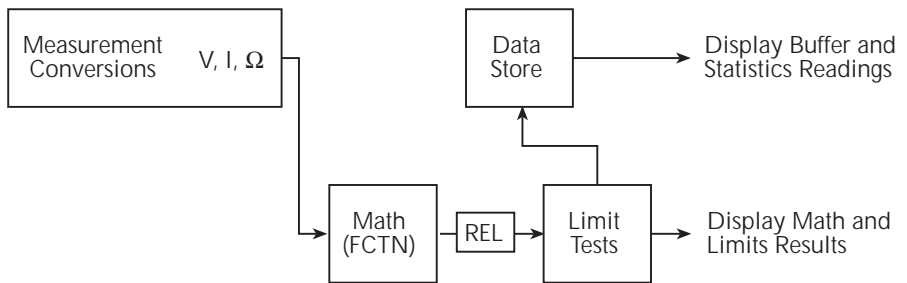 Measurement
Conversions
V, I, Ω
Data
Store
Display Buffer and
Statistics Readings
Math
(FCTN)
REL
Limit
Tests
Display Math and
Limits Results